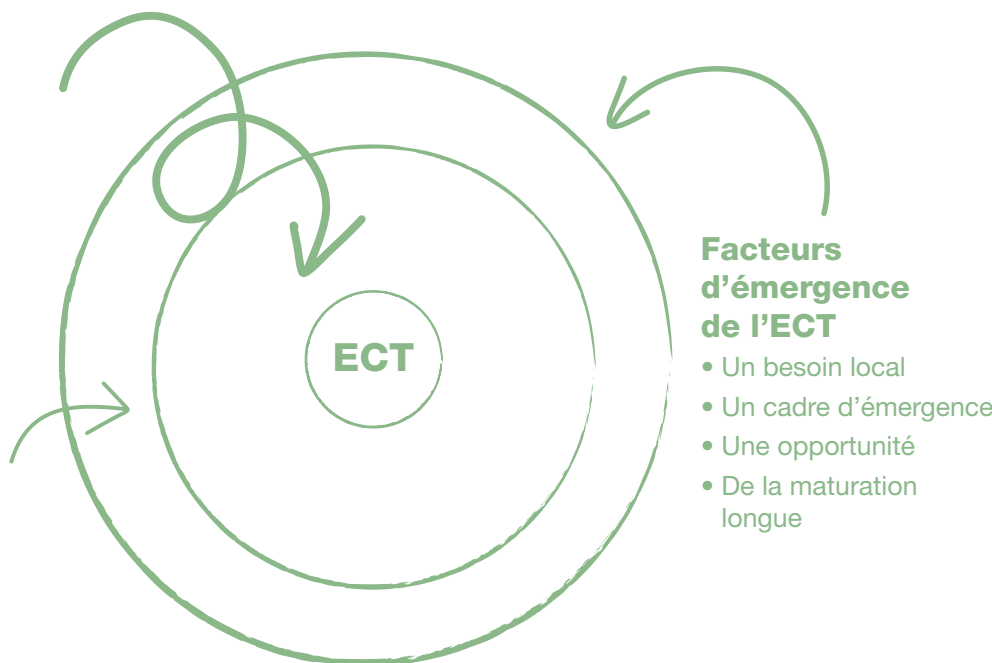 ECT
Facteurs
d’émergence
de l’ECT
• Un besoin local
• Un cadre d’émergence
• Une opportunité
• De la maturation
longue